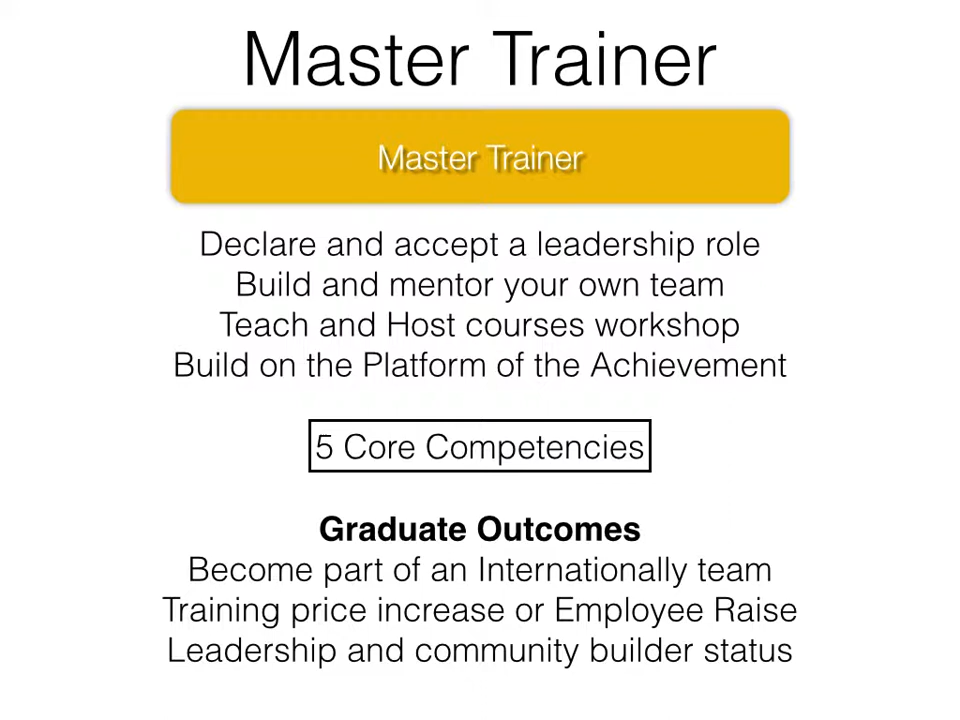 Master Trainer
Master Trainer
Declare and accept a leadership role
Build and mentor your own team
Teach and Host courses workshop
Build on the Platform of the Achievement
5 Core Competencies
Graduate Outcomes
Become part of an Internationally team
Training price increase or Employee Raise
Leadership and community builder status